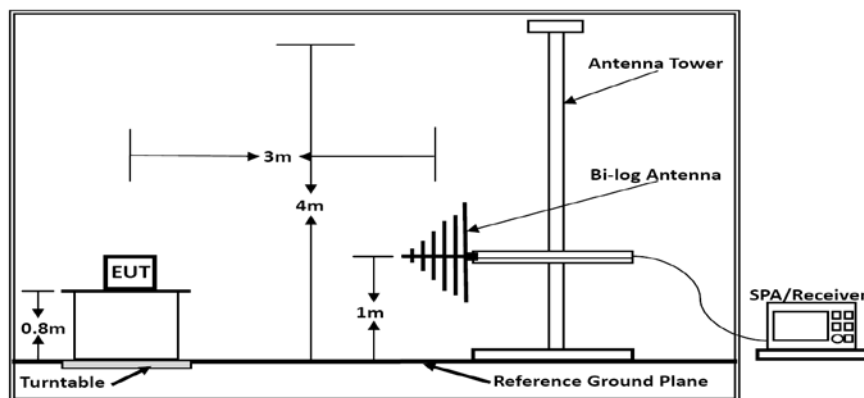 Antenna Tower
3m
Bi-log Antenna
4m
EUT
SPA/Receiver
0.8m
1m
Turntable
Reference Ground Plane